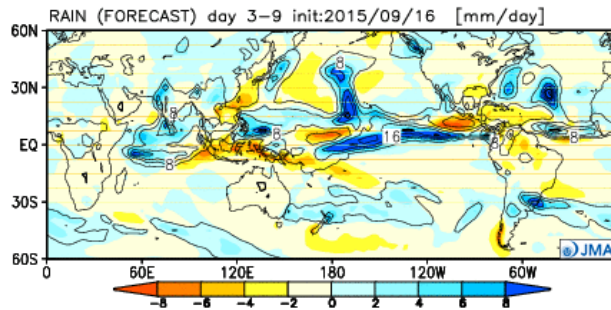 RAIN (FORECAST) day 3-9 init:2015/09/16 [mm/day]
60N
30N
EQ
30S
60S
8
8
8
8
16
8
8
8
JMA
0
60E
120E
180
120W
60W
-8 -6 -4 -2 0 2 4 6 8